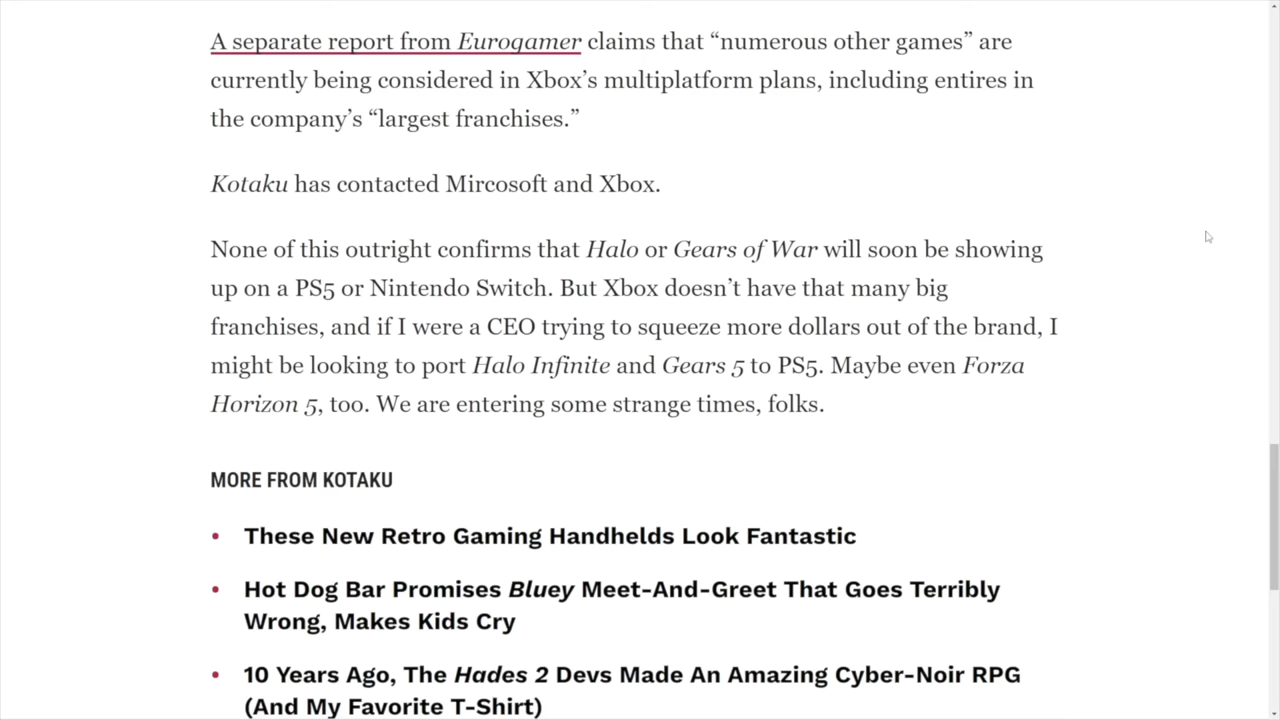 A separate report from Eurogamer claims that “numerous other games” are
currently being considered in Xbox’s multiplatform plans, including entires in
the company’s “largest franchises.”
Kotaku has contacted Mircosoft and Xbox.
None of this outright confirms that Halo or Gears of War will soon be showing
up on a PS5 or Nintendo Switch. But Xbox doesn’t have that many big
franchises, and if I were a CEO trying to squeeze more dollars out of the brand, I
might be looking to port Halo Infinite and Gears 5 to PS5. Maybe even Forza
Horizon 5, too. We are entering some strange times, folks.
MORE FROM KOTAKU
• These New Retro Gaming Handhelds Look Fantastic
• Hot Dog Bar Promises Bluey Meet-And-Greet That Goes Terribly
Wrong, Makes Kids Cry
• 10 Years Ago, The Hades 2 Devs Made An Amazing Cyber-Noir RPG
(And My Favorite T-Shirt)